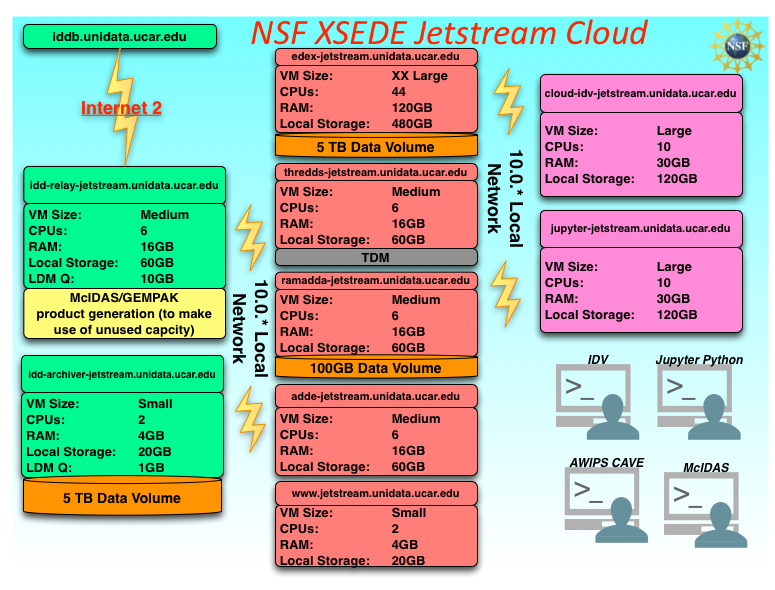 NSF XSEDE Jetstream Cloud
NSF
iddb.unidata.ucar.edu
Internet 2
idd-relay-jetstream.unidata.ucar.edu
VM Size: Medium
CPUs: 6
RAM: 16GB
Local Storage: 60GB
LDM Q: 10GB
McIDAS/GEMPAK
product generation (to make
use of unused capcity)
idd-archiver-jetstream.unidata.ucar.edu
VM Size: Small
CPUs: 2
RAM: 4GB
Local Storage: 20GB
LDM Q: 1GB
5 TB Data Volume
10.0.* Local
Network
edex-jetstream.unidata.ucar.edu
VM Size: XX Large
CPUs: 44
RAM: 120GB
Local Storage: 480GB
5 TB Data Volume
thredds-jetstream.unidata.ucar.edu
VM Size: Medium
CPUs: 6
RAM: 16GB
Local Storage: 60GB
TDM
ramadda-jetstream.unidata.ucar.edu
VM Size: Medium
CPUs: 6
RAM: 16GB
Local Storage: 60GB
100GB Data Volume
adde-jetstream.unidata.ucar.edu
VM Size: Medium
CPUs: 6
RAM: 16GB
Local Storage: 60GB
www.jetstream.unidata.ucar.edu
VM Size: Small
CPUs: 2
RAM: 4GB
Local Storage: 20GB
10.0.* Local
Network
cloud-idv-jetstream.unidata.ucar.edu
VM Size: Large
CPUs: 10
RAM: 30GB
Local Storage: 120GB
jupyter-jetstream.unidata.ucar.edu
VM Size: Large
CPUs: 10
RAM: 30GB
Local Storage: 120GB
IDV
>_
Jupyter Python
>_
AWIPS CAVE
>_
McIDAS
>_